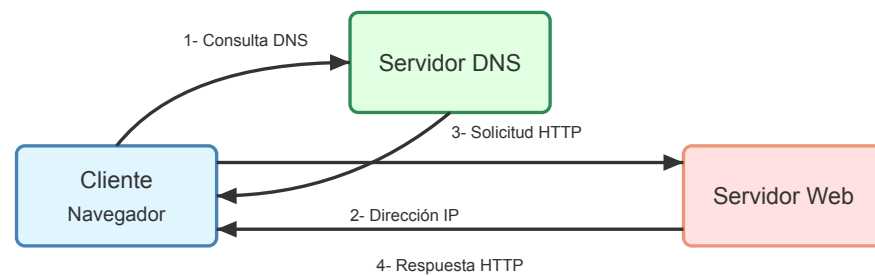 1- Consulta DNS
Servidor DNS
3- Solicitud HTTP
Cliente
Navegador
Servidor Web
2- Dirección IP
4- Respuesta HTTP